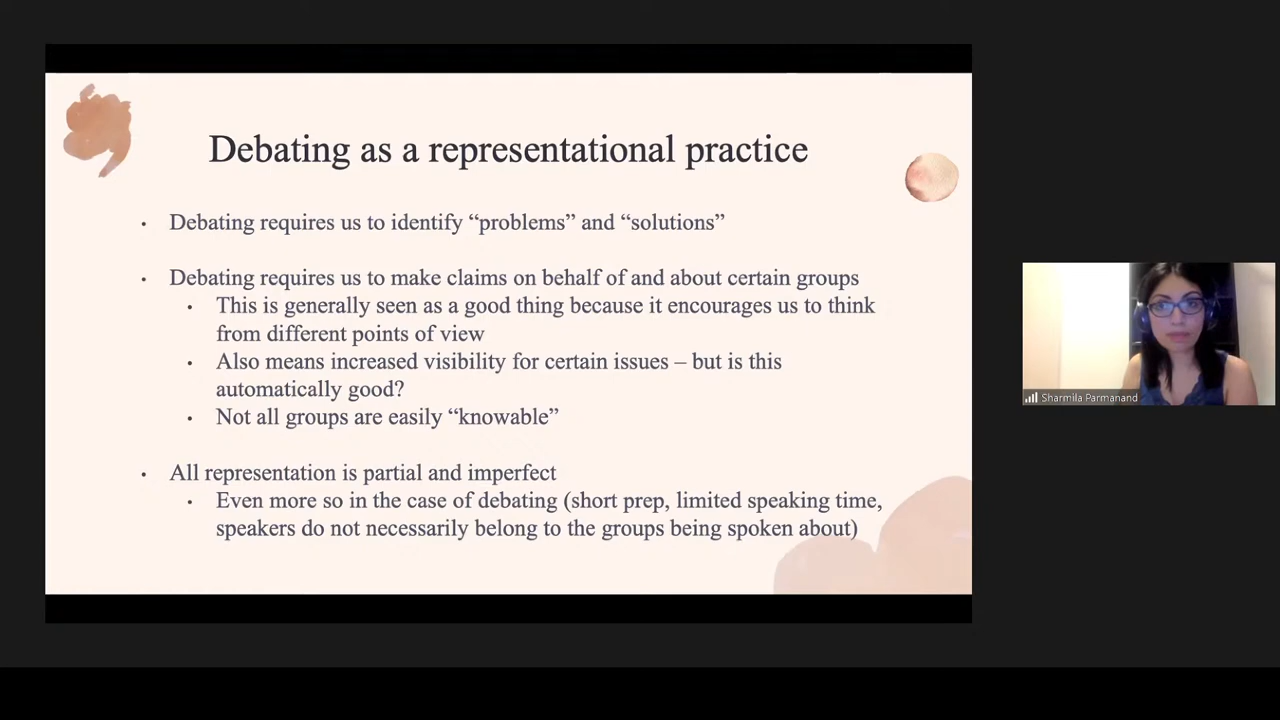 Debating as a representational practice
• Debating requires us to identify “problems” and “solutions”
• Debating requires us to make claims on behalf of and about certain groups
• This is generally seen as a good thing because it encourages us to think
from different points of view
• Also means increased visibility for certain issues – but is this
automatically good?
• Not all groups are easily “knowable”
• All representation is partial and imperfect
• Even more so in the case of debating (short prep, limited speaking time,
speakers do not necessarily belong to the groups being spoken about)
Sharmila Parmanand